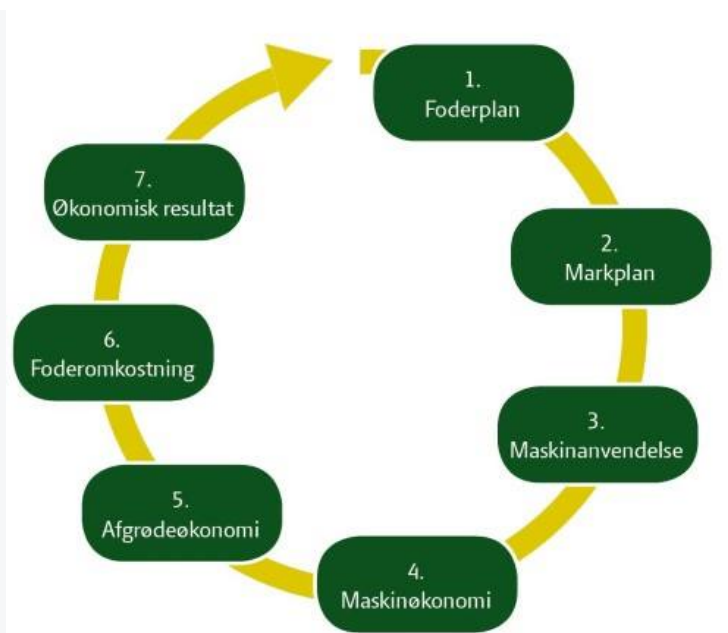 1.
Foderplan
2.
Markplan
3.
Maskinanvendelse
4.
Maskinøkonomi
5.
Afgrødeøkonomi
6.
Foderomkostning
7.
Økonomisk resultat